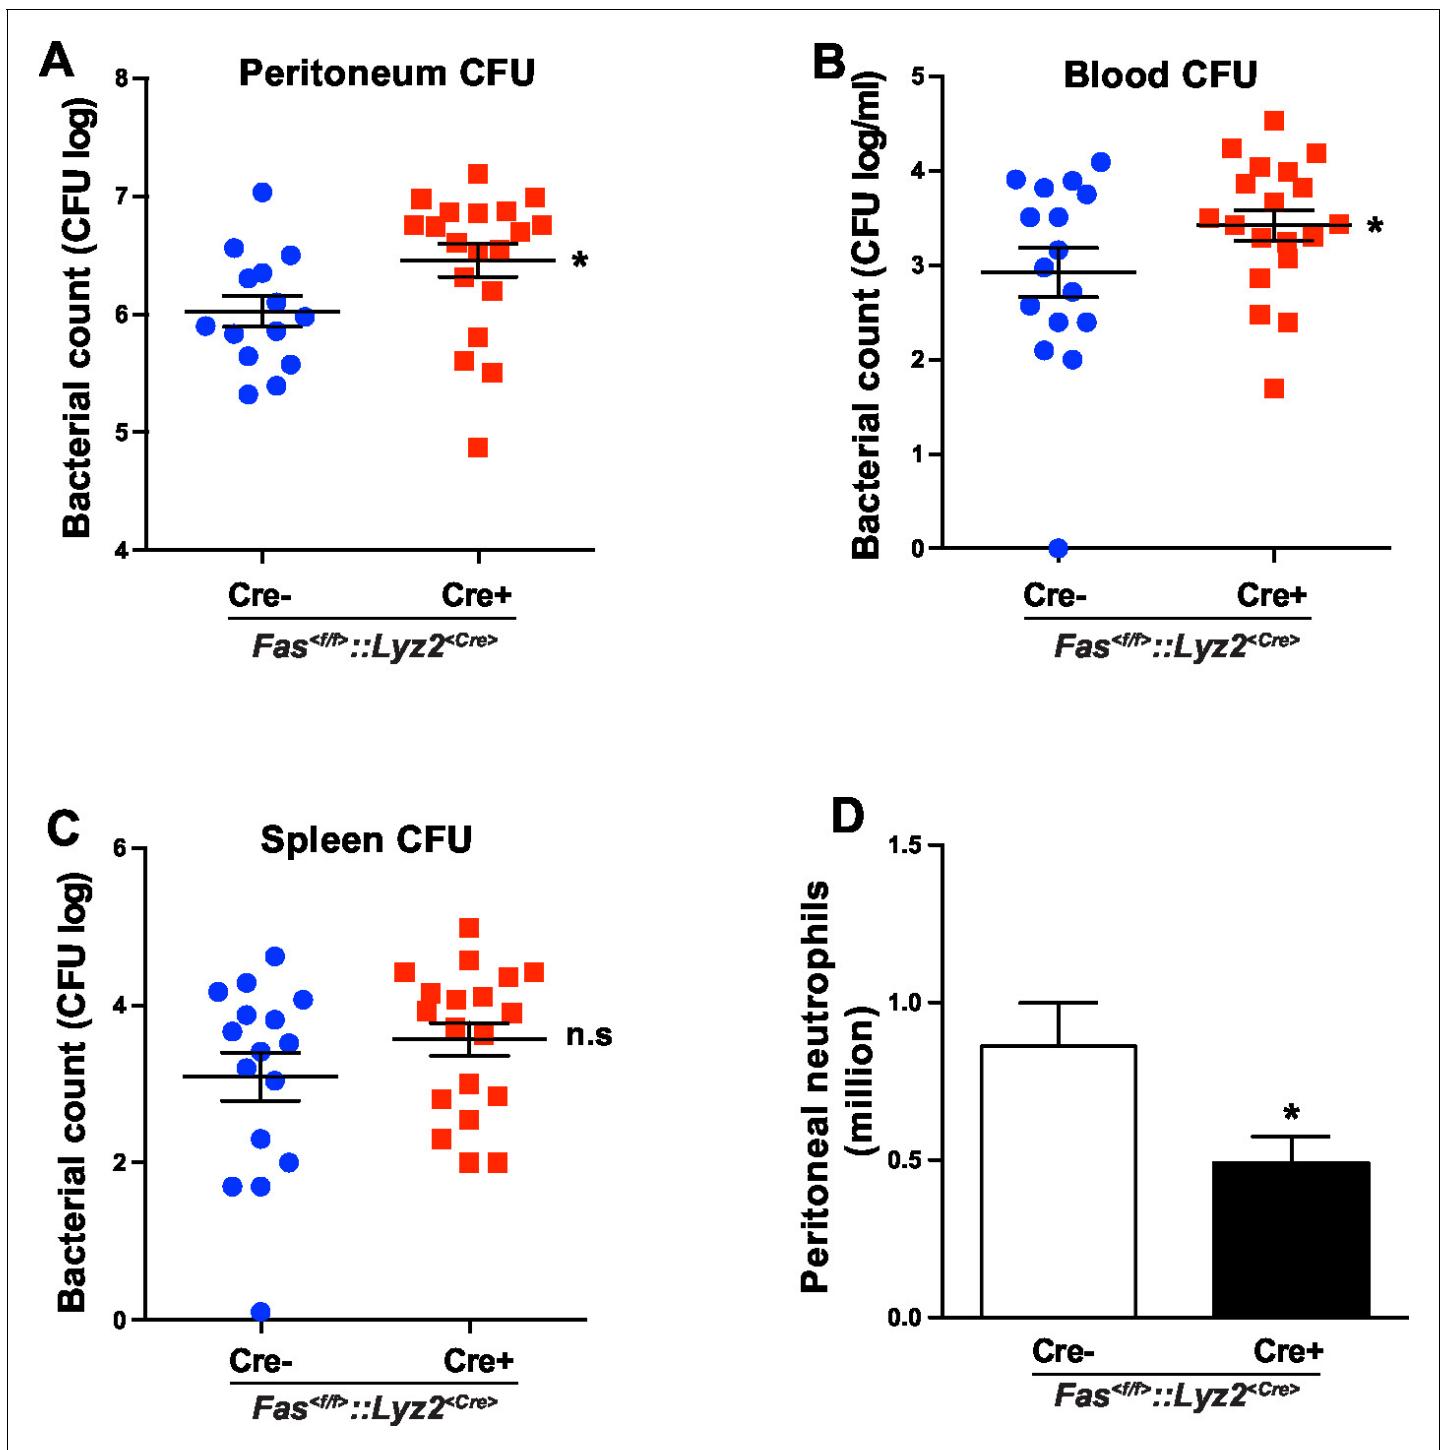 A
Peritoneum CFU
Bacterial count (CFU log)
8
7
6
5
4
*
Cre-
Cre+
Fas<f/f>::Lyz2<Cre>
B
Blood CFU
Bacterial count (CFU log/ml)
5
4
3
2
1
0
*
Cre-
Cre+
Fas<f/f>::Lyz2<Cre>
C
Spleen CFU
Bacterial count (CFU log)
6
4
2
0
n.s
Cre-
Cre+
Fas<f/f>::Lyz2<Cre>
D
Peritoneal neutrophils
(million)
1.5
1.0
0.5
0.0
*
Cre-
Cre+
Fas<f/f>::Lyz2<Cre>